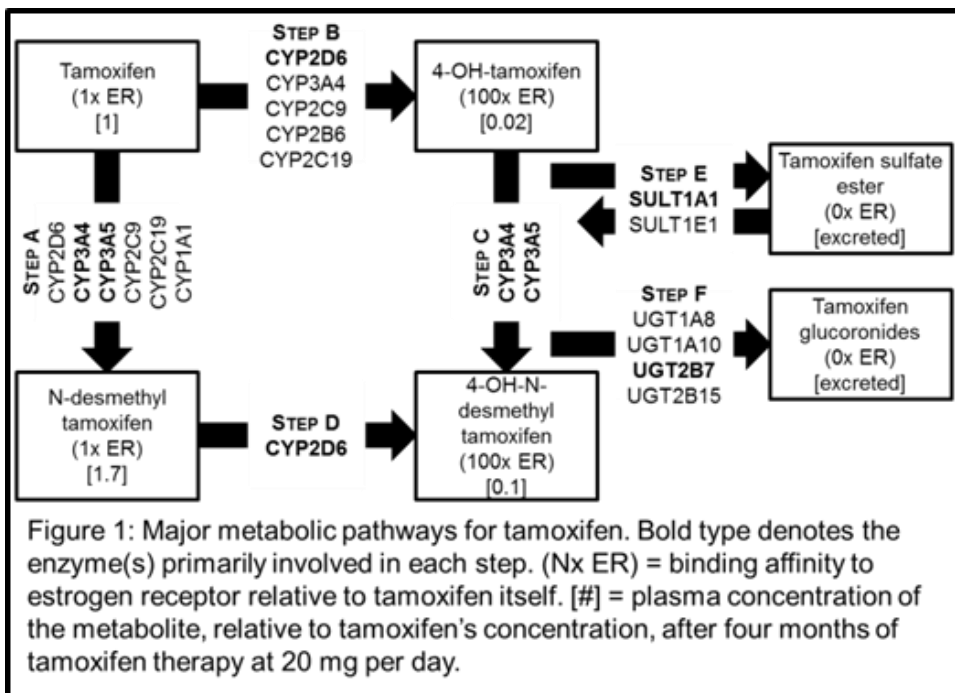 Tamoxifen
(1x ER)
[1]
STEP B
CYP2D6
CYP3A4
CYP2C9
CYP2B6
CYP2C19
4-OH-tamoxifen
(100x ER)
[0.02]
STEP A
CYP2D6
CYP3A4
CYP3A5
CYP2C9
CYP2C19
CYP1A1
STEP C
CYP3A4
CYP3A5
STEP E
SULT1A1
SULT1E1
Tamoxifen sulfate
ester
(0x ER)
[excreted]
STEP F
UGT1A8
UGT1A10
UGT2B7
UGT2B15
Tamoxifen
glucoronides
(0x ER)
[excreted]
N-desmethyl
tamoxifen
(1x ER)
[1.7]
STEP D
CYP2D6
4-OH-N-
desmethyl
tamoxifen
(100x ER)
[0.1]
Figure 1: Major metabolic pathways for tamoxifen. Bold type denotes the
enzyme(s) primarily involved in each step. (Nx ER) = binding affinity to
estrogen receptor relative to tamoxifen itself. [#] = plasma concentration of
the metabolite, relative to tamoxifen's concentration, after four months of
tamoxifen therapy at 20 mg per day.